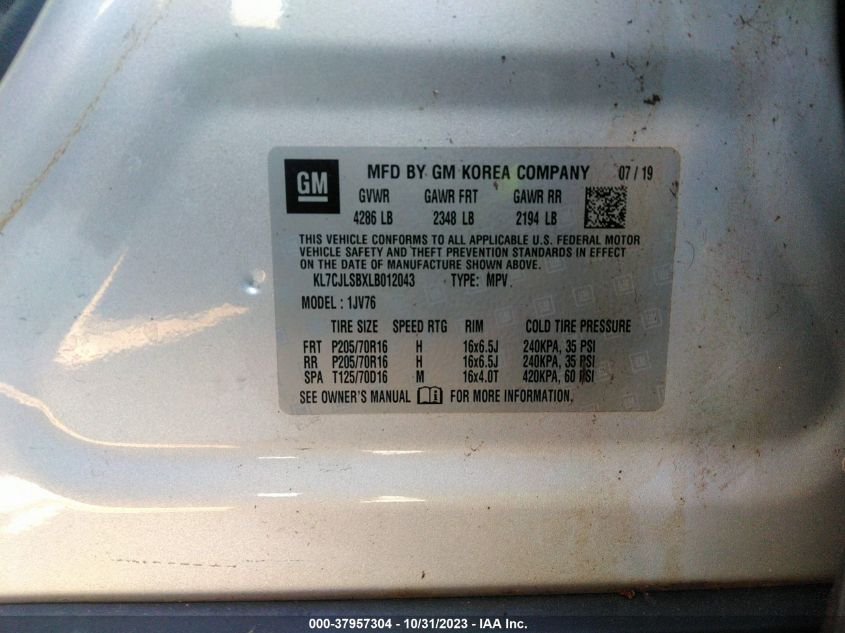 GM MFD BY GM KOREA COMPANY 07 / 19
GVWR GAWR FRT GAWR RR
4286 LB 2348 LB 2194 LB
THIS VEHICLE CONFORMS TO ALL APPLICABLE U.S. FEDERAL MOTOR
VEHICLE SAFETY AND THEFT PREVENTION STANDARDS IN EFFECT
ON THE DATE OF MANUFACTURE SHOWN ABOVE.
KL7CJLSBXLB012043 TYPE: MPV
MODEL : 1JV76
TIRE SIZE SPEED RTG RIM COLD TIRE PRESSURE
FRT P205/70R16 H 16x6.5J 240KPA, 35 PSI
RR P205/70R16 H 16x6.5J 240KPA, 35 PSI
SPA T125/70D16 M 16x4.0T 420KPA, 60 PSI
SEE OWNER'S MANUAL FOR MORE INFORMATION.
000-37957304 - 10/31/2023 - IAA Inc.